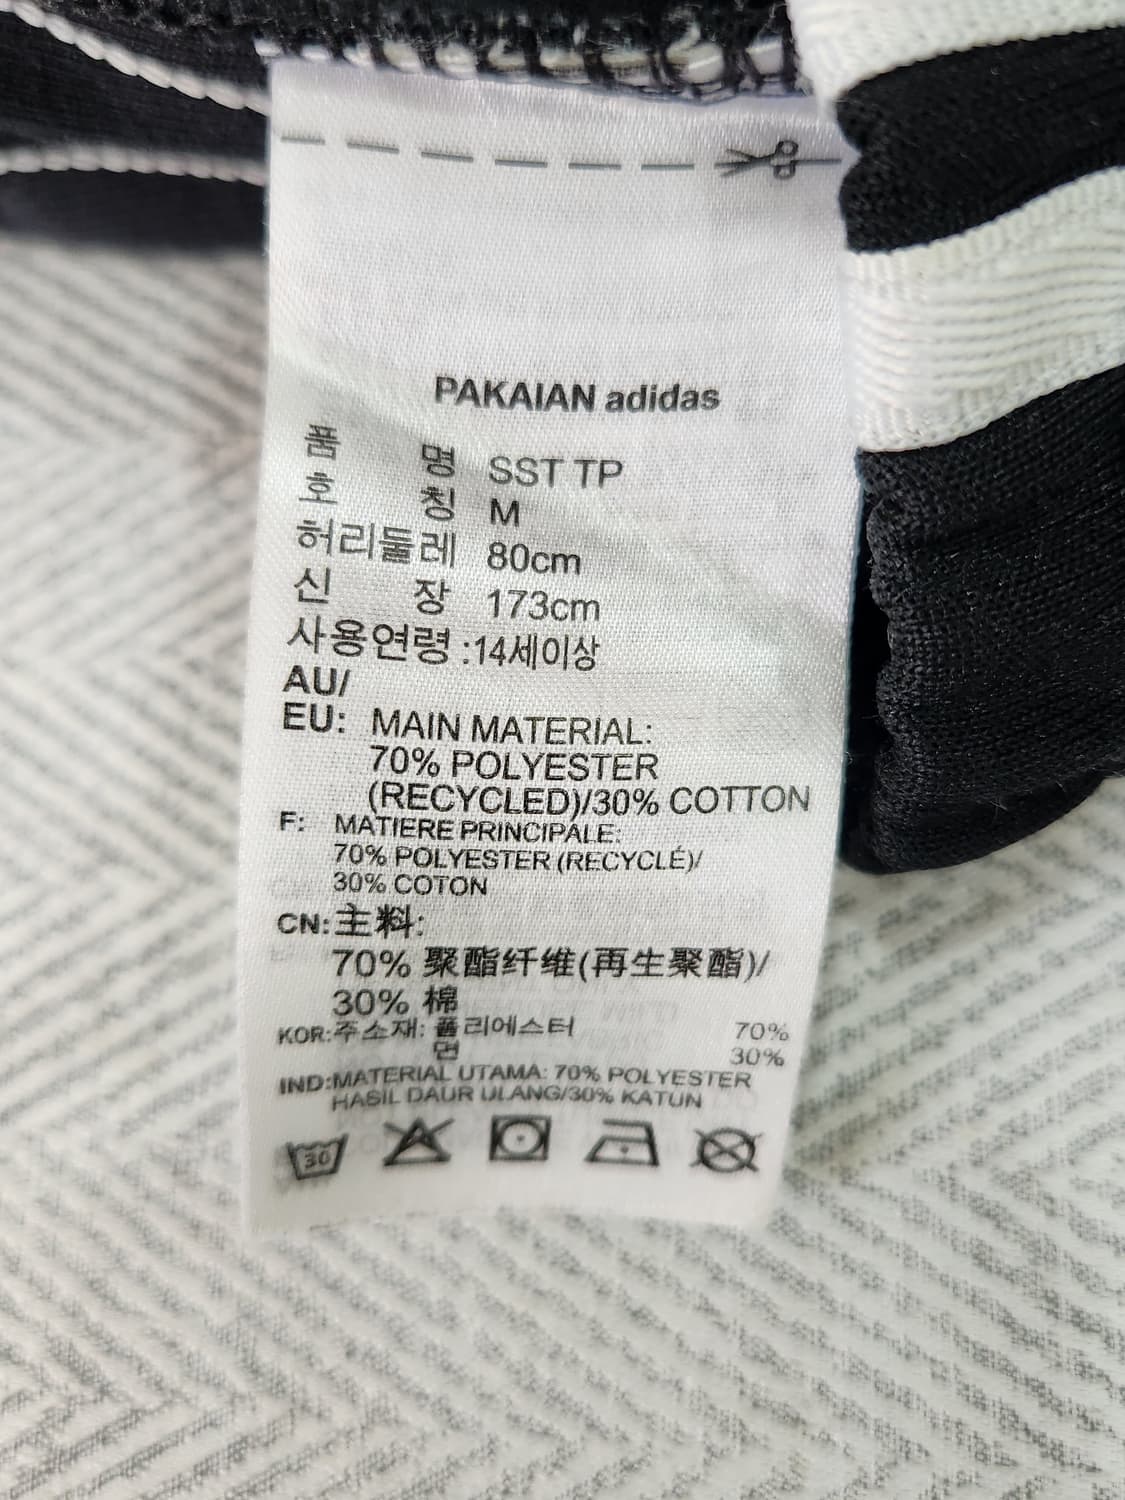 PAKAIAN adidas
품 명 SST TP
호 칭 M
허리둘레 80cm
신 장 173cm
사용연령 :14세이상
AU/
EU: MAIN MATERIAL:
70% POLYESTER
(RECYCLED)/30% COTTON
F: MATIERE PRINCIPALE:
70% POLYESTER (RECYCLÉ)/
30% COTON
CN:主料:
70% 聚酯纤维(再生聚酯)/
30% 棉
KOR:주소재: 폴리에스터 70%
면 30%
IND:MATERIAL UTAMA: 70% POLYESTER
HASIL DAUR ULANG/30% KATUN
30